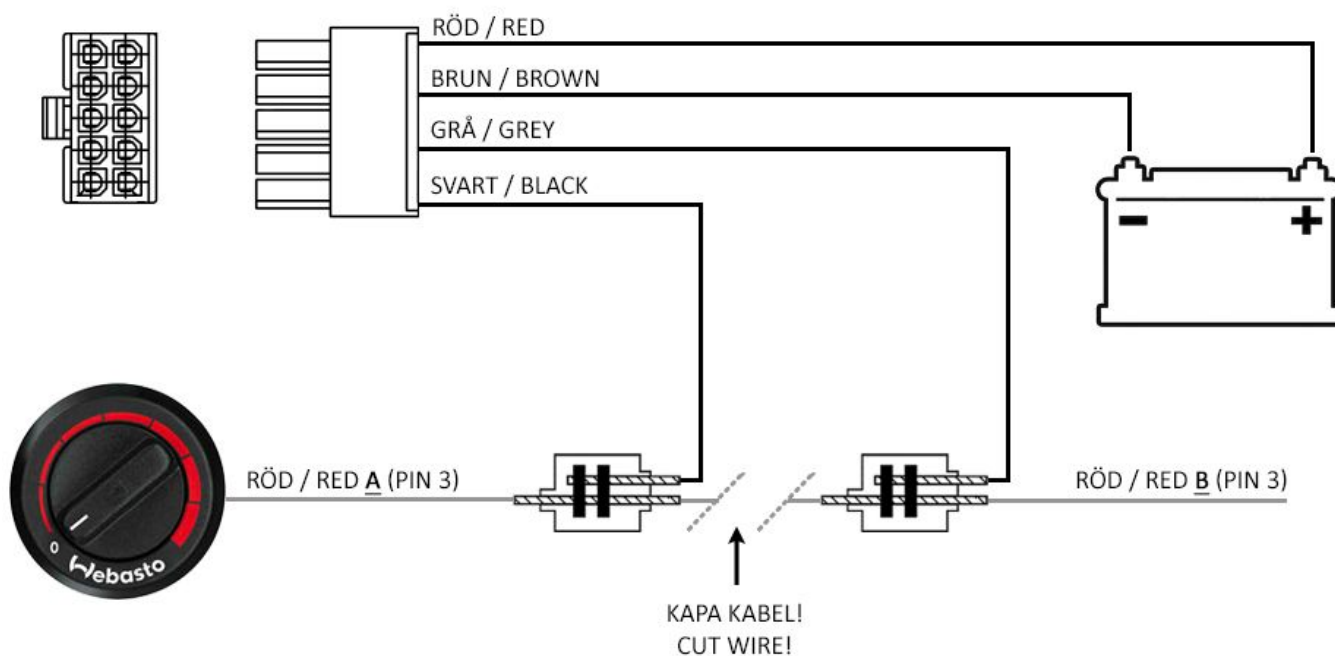 RÖD / RED
BRUN / BROWN
GRÅ / GREY
SVART / BLACK
RÖD / RED A (PIN 3)
RÖD / RED B (PIN 3)
0
Webasto
KAPA KABEL!
CUT WIRE!